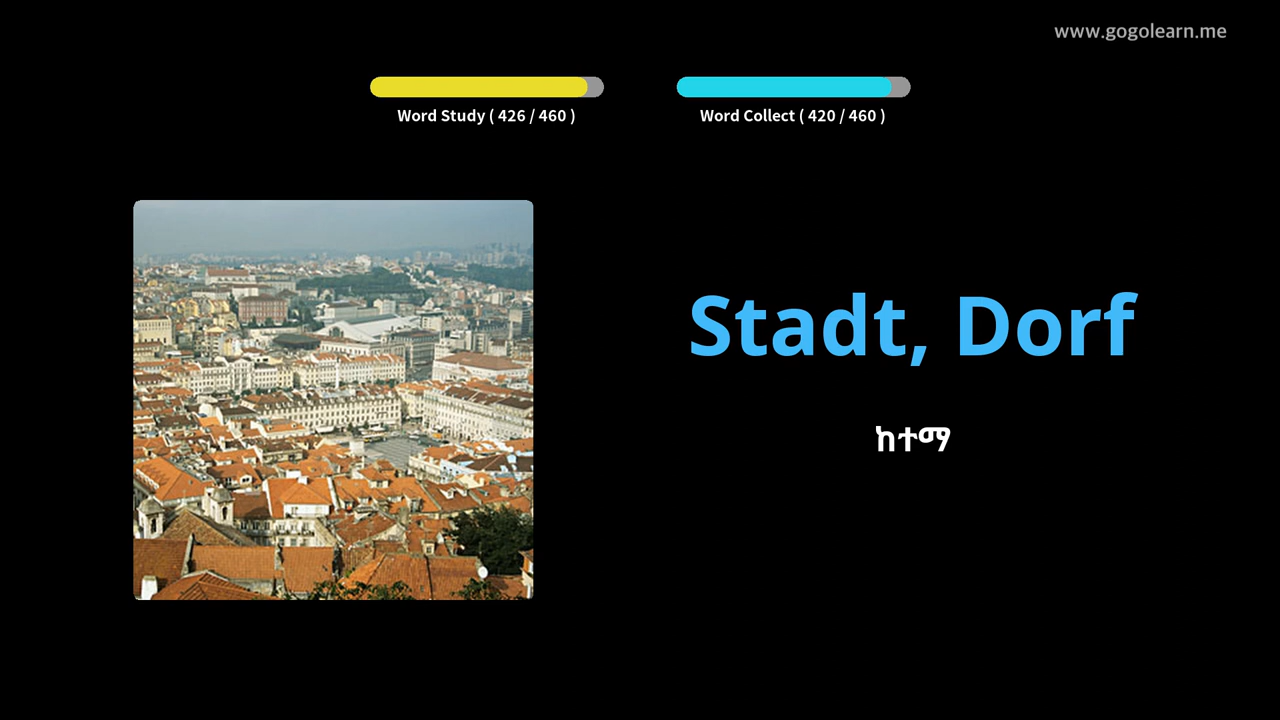 www.gogolearn.me
Word Study ( 426 / 460 )
Word Collect ( 420 / 460 )
Stadt, Dorf
ከተማ